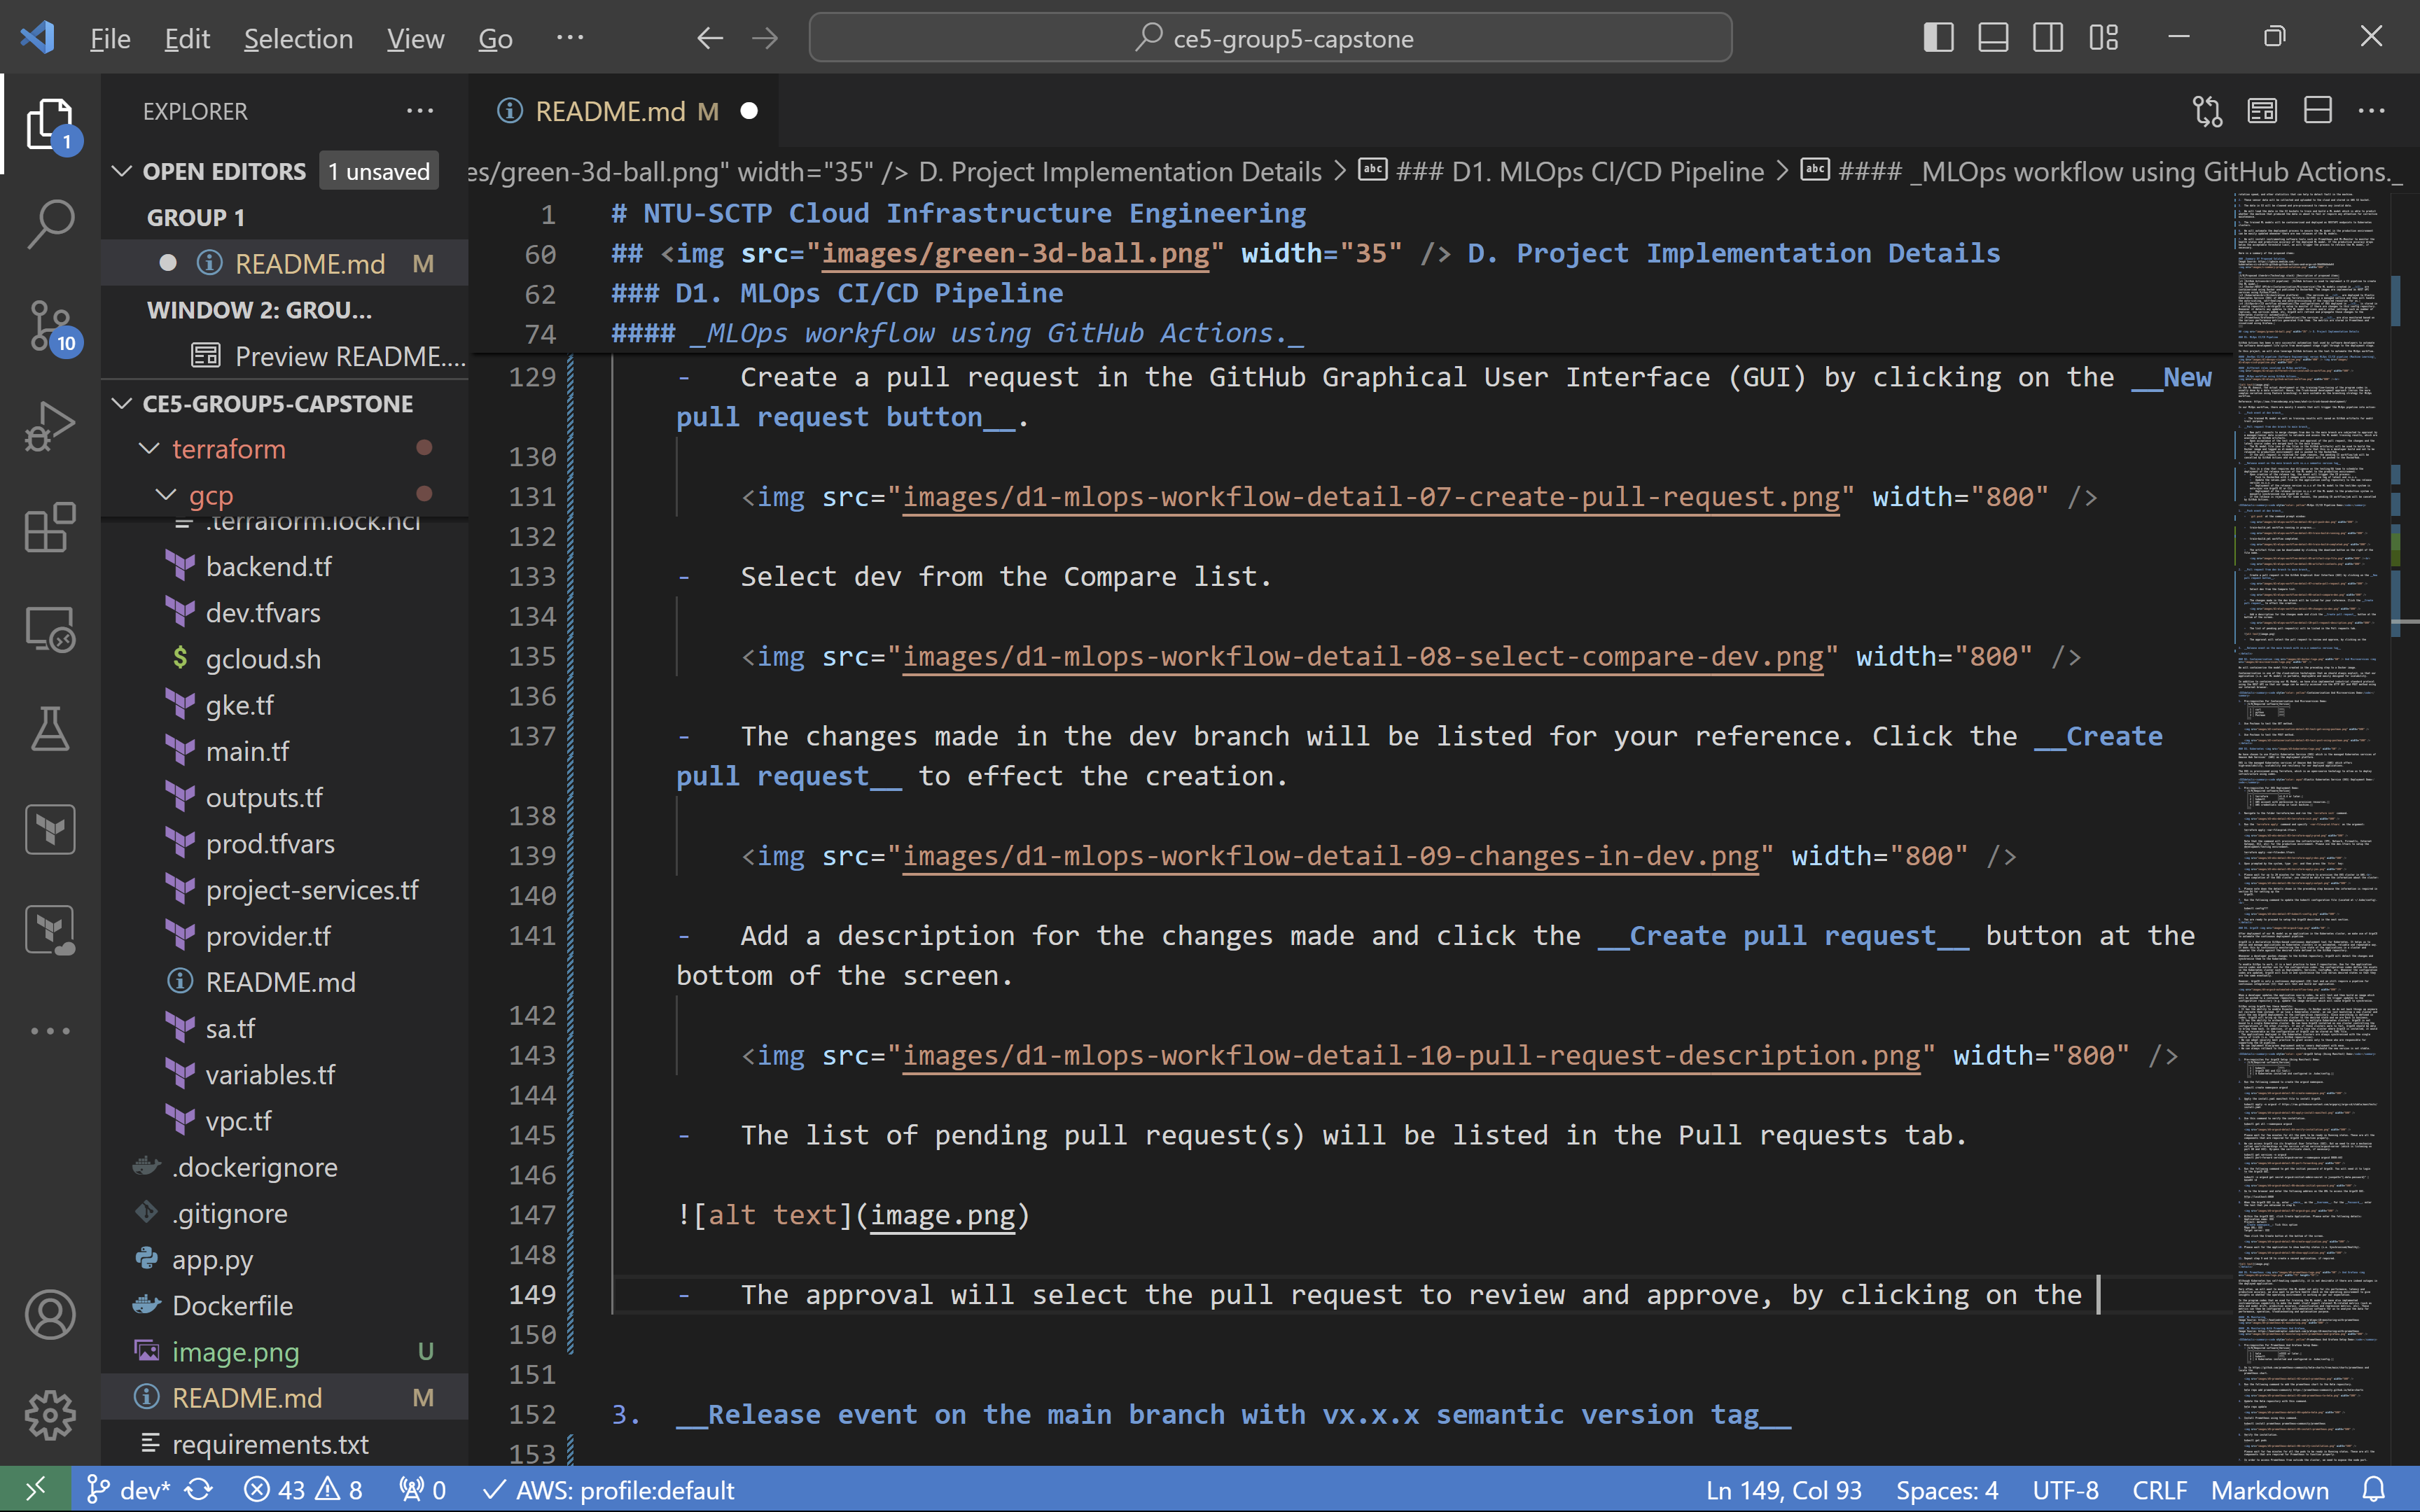 File Edit Selection View Go ··· ce5-group5-capstone
EXPLORER ···
OPEN EDITORS 1 unsaved
GROUP 1
README.md M
WINDOW 2: GROU...
Preview README....
CE5-GROUP5-CAPSTONE
terraform
gcp
.terraform.lock.hcl
backend.tf
dev.tfvars
$ gcloud.sh
gke.tf
main.tf
outputs.tf
prod.tfvars
project-services.tf
provider.tf
README.md
sa.tf
variables.tf
vpc.tf
.dockerignore
.gitignore
app.py
Dockerfile
image.png U
README.md M
requirements.txt
1
10
README.md M
es/green-3d-ball.png" width="35" /> D. Project Implementation Details > abc ### D1. MLOps CI/CD Pipeline > abc #### _MLOps workflow using GitHub Actions._
1 # NTU-SCTP Cloud Infrastructure Engineering
60 ## <img src="images/green-3d-ball.png" width="35" /> D. Project Implementation Details
62 ### D1. MLOps CI/CD Pipeline
74 #### _MLOps workflow using GitHub Actions._
129 - Create a pull request in the GitHub Graphical User Interface (GUI) by clicking on the __New
pull request button__.
130
131 <img src="images/d1-mlops-workflow-detail-07-create-pull-request.png" width="800" />
132
133 - Select dev from the Compare list.
134
135 <img src="images/d1-mlops-workflow-detail-08-select-compare-dev.png" width="800" />
136
137 - The changes made in the dev branch will be listed for your reference. Click the __Create
pull request__ to effect the creation.
138
139 <img src="images/d1-mlops-workflow-detail-09-changes-in-dev.png" width="800" />
140
141 - Add a description for the changes made and click the __Create pull request__ button at the
bottom of the screen.
142
143 <img src="images/d1-mlops-workflow-detail-10-pull-request-description.png" width="800" />
144
145 - The list of pending pull request(s) will be listed in the Pull requests tab.
146
147 ![alt text](image.png)
148
149 - The approval will select the pull request to review and approve, by clicking on the
150
151
152 3. __Release event on the main branch with vx.x.x semantic version tag__
153
dev* 43 8 0 AWS: profile:default Ln 149, Col 93 Spaces: 4 UTF-8 CRLF Markdown